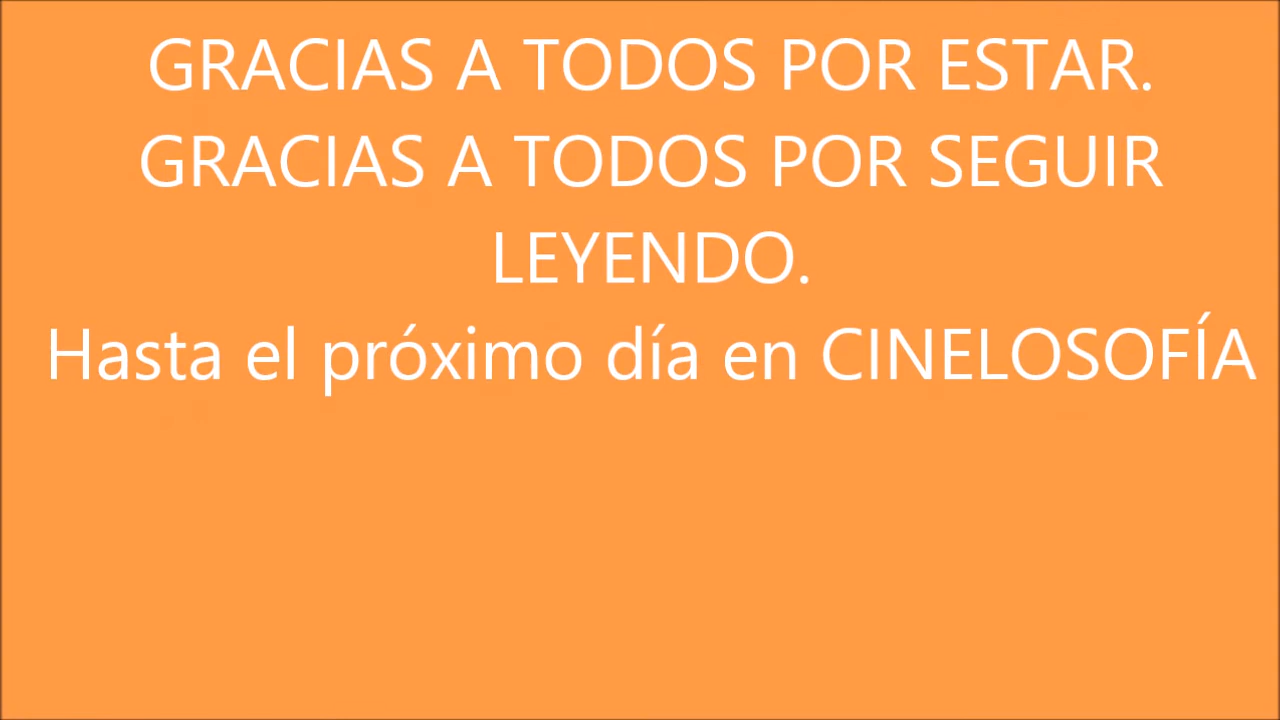 GRACIAS A TODOS POR ESTAR.
GRACIAS A TODOS POR SEGUIR
LEYENDO.
Hasta el próximo día en CINELOSOFÍA